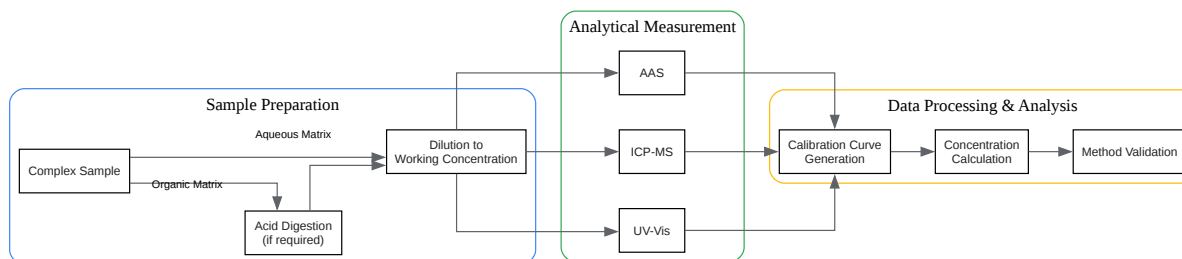 Analytical Measurement
AAS
Sample Preparation
Data Processing & Analysis
Aqueous Matrix
Dilution to
Working Concentration
ICP-MS
Calibration Curve
Generation
Concentration
Calculation
Method Validation
Complex Sample
Organic Matrix
Acid Digestion
(if required)
UV-Vis